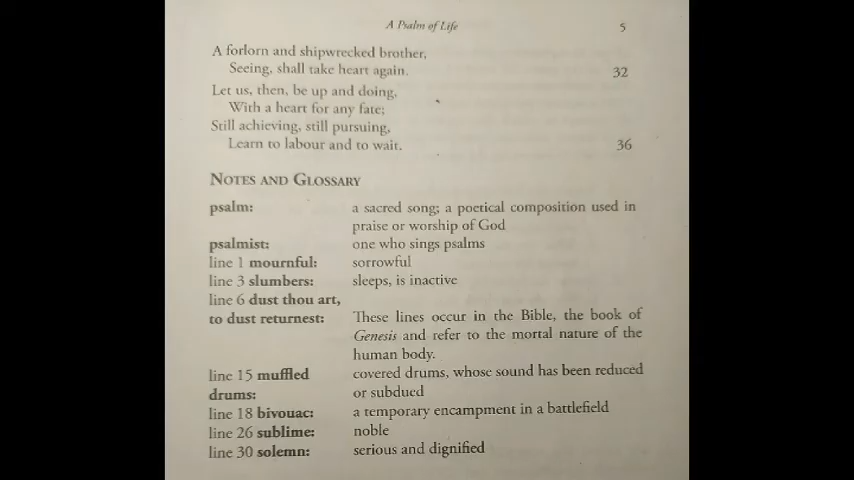 A Psalm of Life 5
A forlorn and shipwrecked brother,
Seeing, shall take heart again. 32
Let us, then, be up and doing,
With a heart for any fate;
Still achieving, still pursuing,
Learn to labour and to wait. 36
NOTES AND GLOSSARY
psalm: a sacred song; a poetical composition used in
praise or worship of God
psalmist: one who sings psalms
line 1 mournful: sorrowful
line 3 slumbers: sleeps, is inactive
line 6 dust thou art,
to dust returnest: These lines occur in the Bible, the book of
Genesis and refer to the mortal nature of the
human body.
line 15 muffled covered drums, whose sound has been reduced
drums: or subdued
line 18 bivouac: a temporary encampment in a battlefield
line 26 sublime: noble
line 30 solemn: serious and dignified